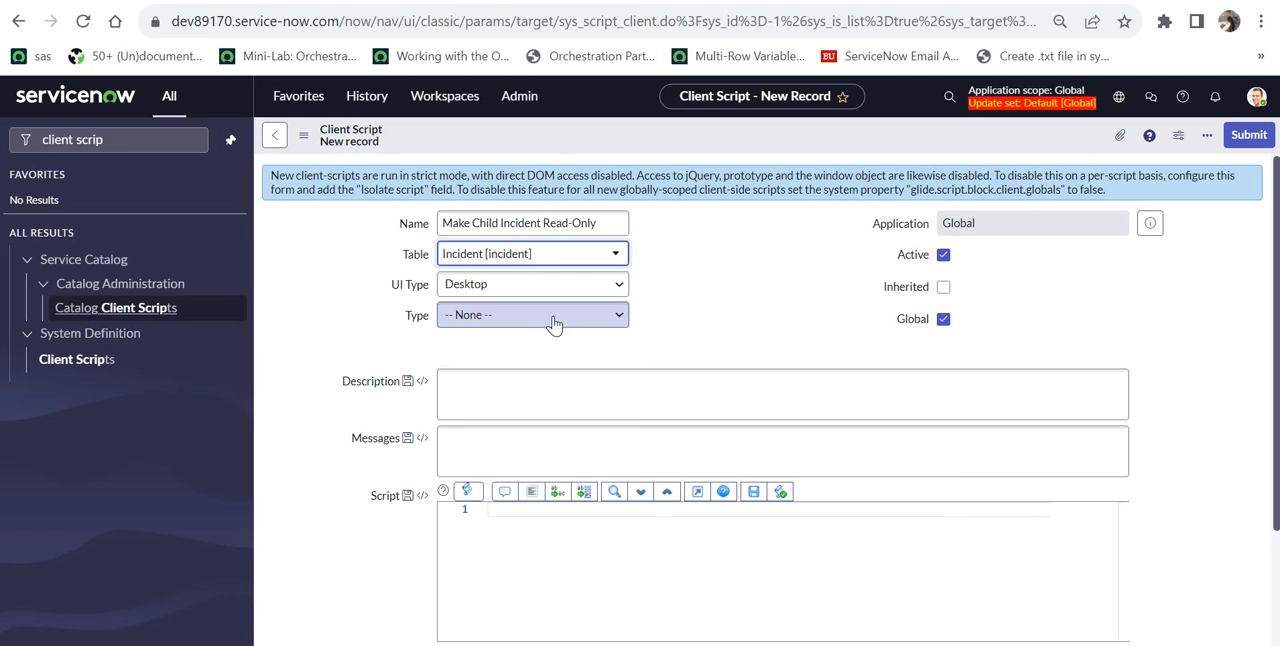 dev89170.service-now.com/now/nav/ui/classic/params/target/sys_script_client.do%3Fsys_id%3D-1%26sys_is_list%3Dtrue%26sys_target%3...
sas 50+ (Un)document... Mini-Lab: Orchestra... Working with the O... Orchestration Part... Multi-Row Variable... BU ServiceNow Email A... Create .txt file in sy... »
servicenow All Favorites History Workspaces Admin Client Script - New Record Application scope: Global
Update set: Default [Global]
client scrip
Client Script
New record
Submit
FAVORITES
No Results
ALL RESULTS
Service Catalog
Catalog Administration
Catalog Client Scripts
System Definition
Client Scripts
New client-scripts are run in strict mode, with direct DOM access disabled. Access to jQuery, prototype and the window object are likewise disabled. To disable this on a per-script basis, configure this
form and add the "Isolate script" field. To disable this feature for all new globally-scoped client-side scripts set the system property "glide.script.block.client.globals" to false.
Name Make Child Incident Read-Only Application Global
Table Incident [incident] Active
UI Type Desktop Inherited
Type -- None -- Global
Description
Messages
Script
1